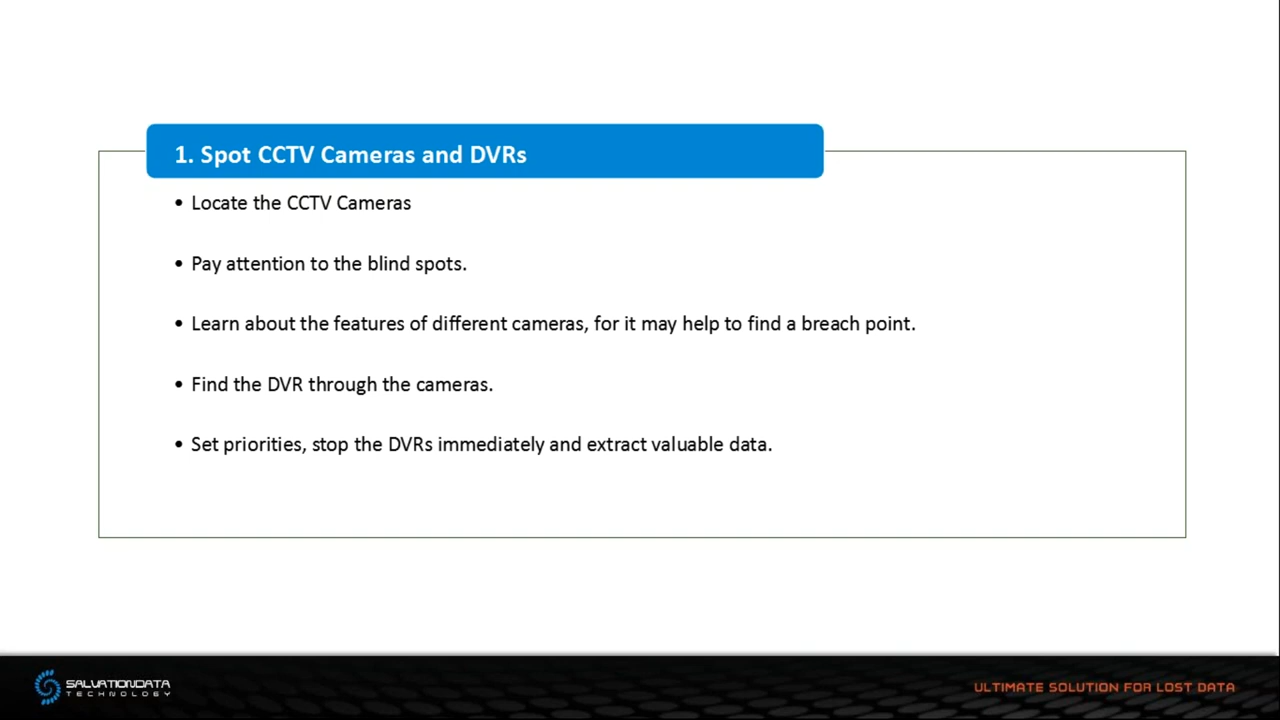 1. Spot CCTV Cameras and DVRs
• Locate the CCTV Cameras
• Pay attention to the blind spots.
• Learn about the features of different cameras, for it may help to find a breach point.
• Find the DVR through the cameras.
• Set priorities, stop the DVRs immediately and extract valuable data.
SALVATIONDATA
TECHNOLOGY
ULTIMATE SOLUTION FOR LOST DATA